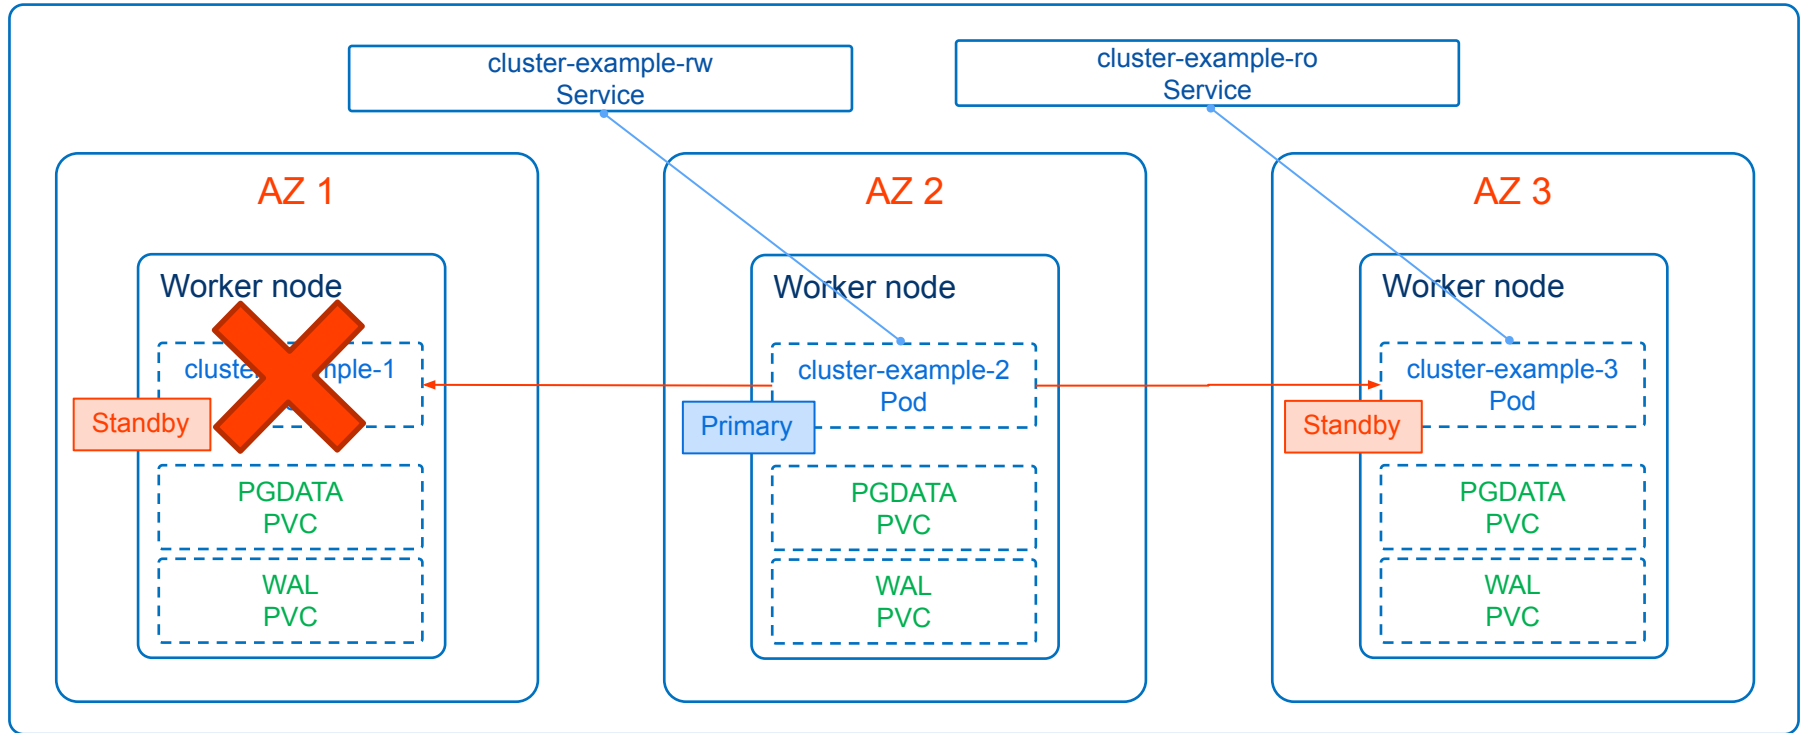 cluster-example-rw
Service
cluster-example-ro
Service
AZ 1
AZ 2
AZ 3
Worker node
Worker node
Worker node
cluster-example-2
Pod
cluster-example-3
Pod
Standby
Primary
Standby
PGDATA
PVC
PGDATA
PVC
PGDATA
PVC
WAL
PVC
WAL
PVC
WAL
PVC